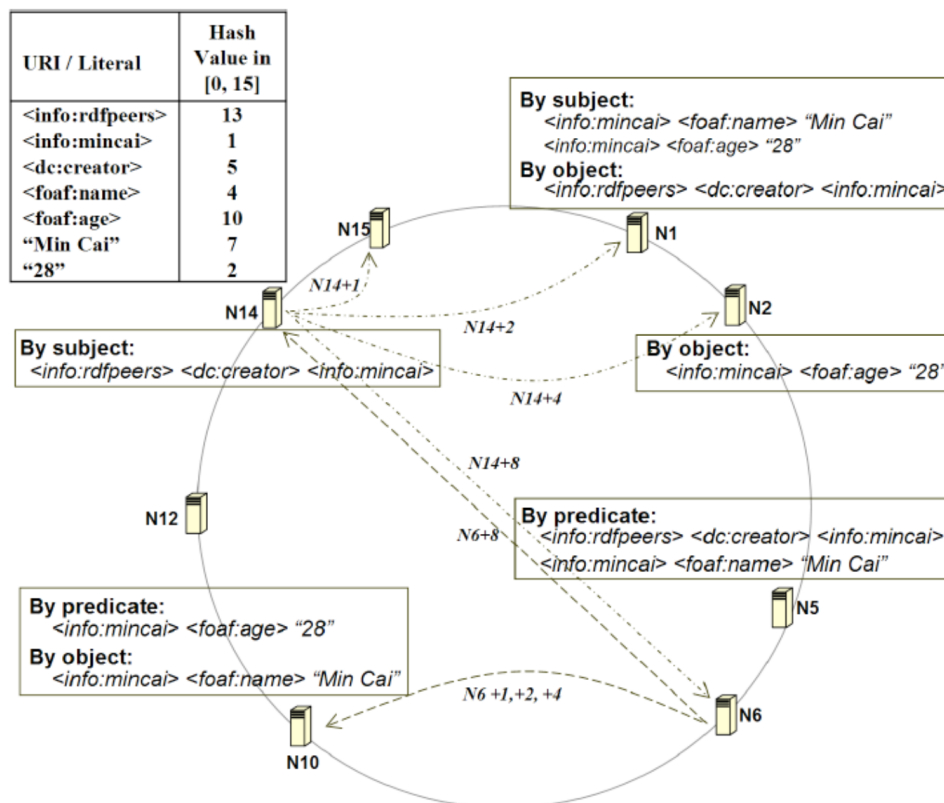 URI / Literal
Hash
Value in
[0, 15]
<info:rdfpeers> 13
<info:mincai> 1
<dc:creator> 5
<foaf:name> 4
<foaf:age> 10
“Min Cai” 7
“28” 2
By subject:
<info:mincai> <foaf:name> “Min Cai”
<info:mincai> <foaf:age> “28”
By object:
<info:rdfpeers> <dc:creator> <info:mincai>
N15
N1
N14+1
N14
N2
N14+2
By subject:
<info:rdfpeers> <dc:creator> <info:mincai>
By object:
<info:mincai> <foaf:age> “28”
N14+4
N14+8
N12
N6+8
By predicate:
<info:rdfpeers> <dc:creator> <info:mincai>
<info:mincai> <foaf:name> “Min Cai”
N5
By predicate:
<info:mincai> <foaf:age> “28”
By object:
<info:mincai> <foaf:name> “Min Cai”
N6 +1,+2, +4
N6
N10